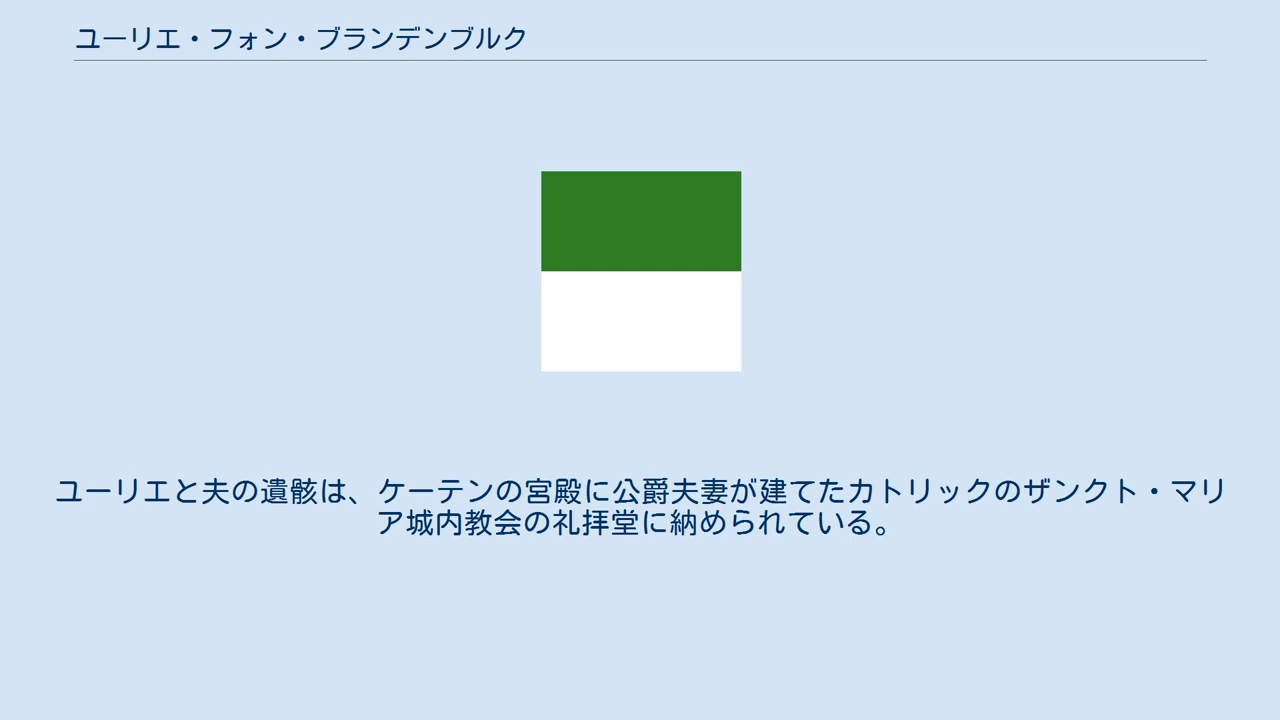 ユーリエ・フォン・ブランデンブルク
ユーリエと夫の遺骸は、ケーテンの宮殿に公爵夫妻が建てたカトリックのザンクト・マリ
ア城内教会の礼拝堂に納められている。